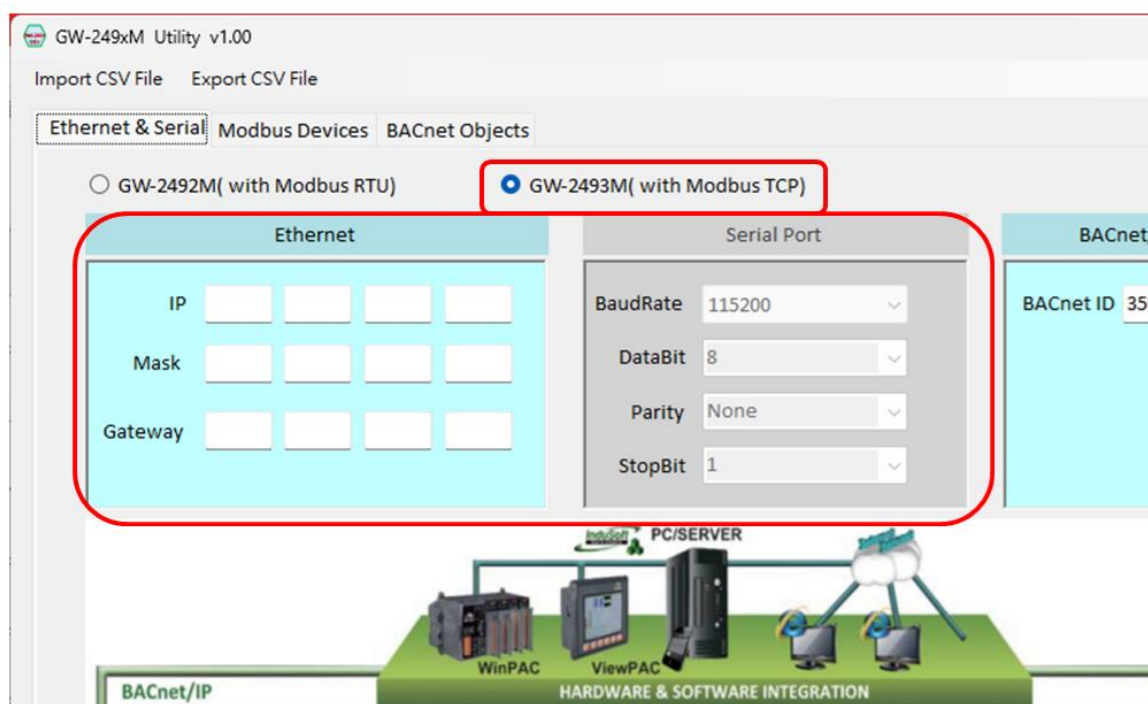 GW-249xM Utility v1.00
Import CSV File Export CSV File
Ethernet & Serial Modbus Devices BACnet Objects
GW-2492M( with Modbus RTU) GW-2493M( with Modbus TCP)
Ethernet Serial Port BACnet
IP BaudRate 115200 BACnet ID 35
Mask DataBit 8
Gateway Parity None
StopBit 1
InduSoft PC/SERVER
WinPAC ViewPAC
BACnet/IP HARDWARE & SOFTWARE INTEGRATION